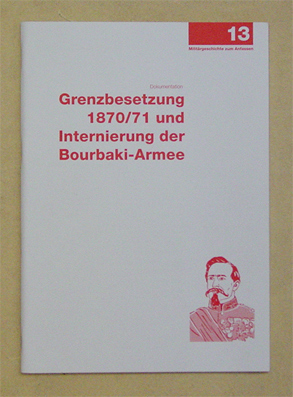 13
Militärgeschichte zum Anfassen
Dokumentation
Grenzbesetzung
1870/71 und
Internierung der
Bourbaki-Armee